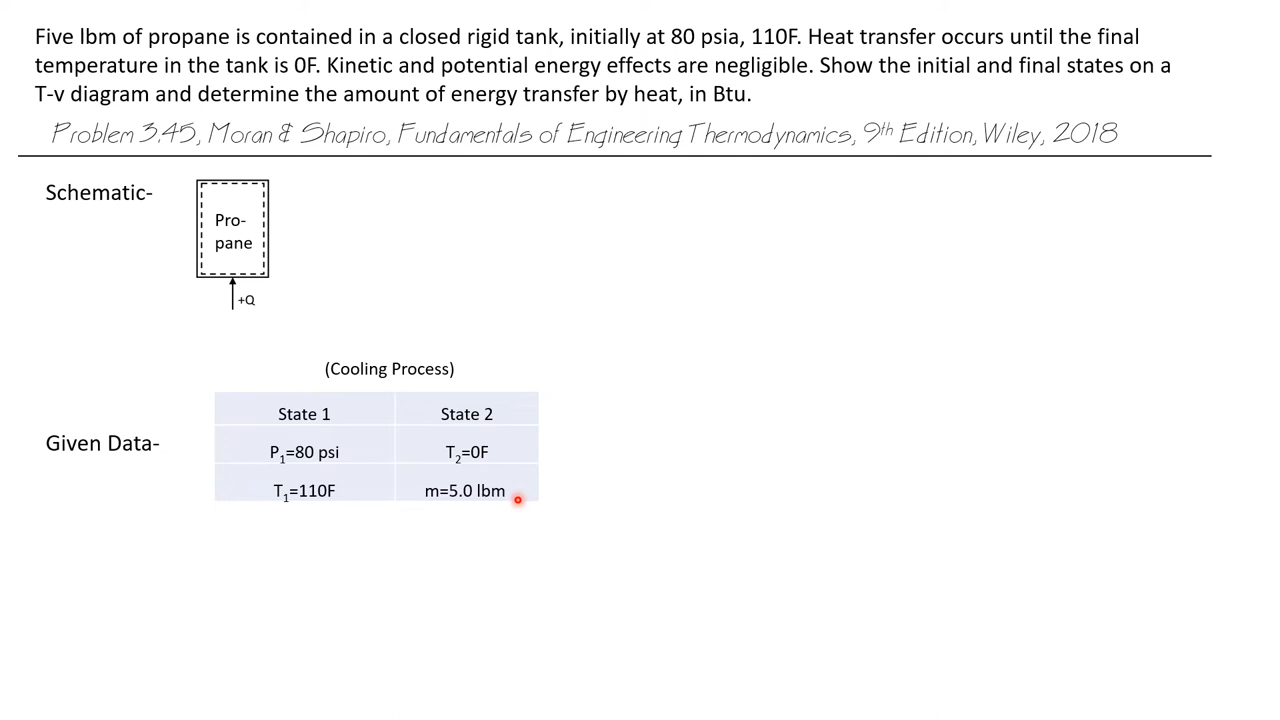 Five lbm of propane is contained in a closed rigid tank, initially at 80 psia, 110F. Heat transfer occurs until the final
temperature in the tank is 0F. Kinetic and potential energy effects are negligible. Show the initial and final states on a
T-v diagram and determine the amount of energy transfer by heat, in Btu.
Problem 3.45, Moran & Shapiro, Fundamentals of Engineering Thermodynamics, 9th Edition, Wiley, 2018
Schematic-
Pro-
pane
+Q
(Cooling Process)
State 1 State 2
Given Data-
P1=80 psi T2=0F
T1=110F m=5.0 lbm